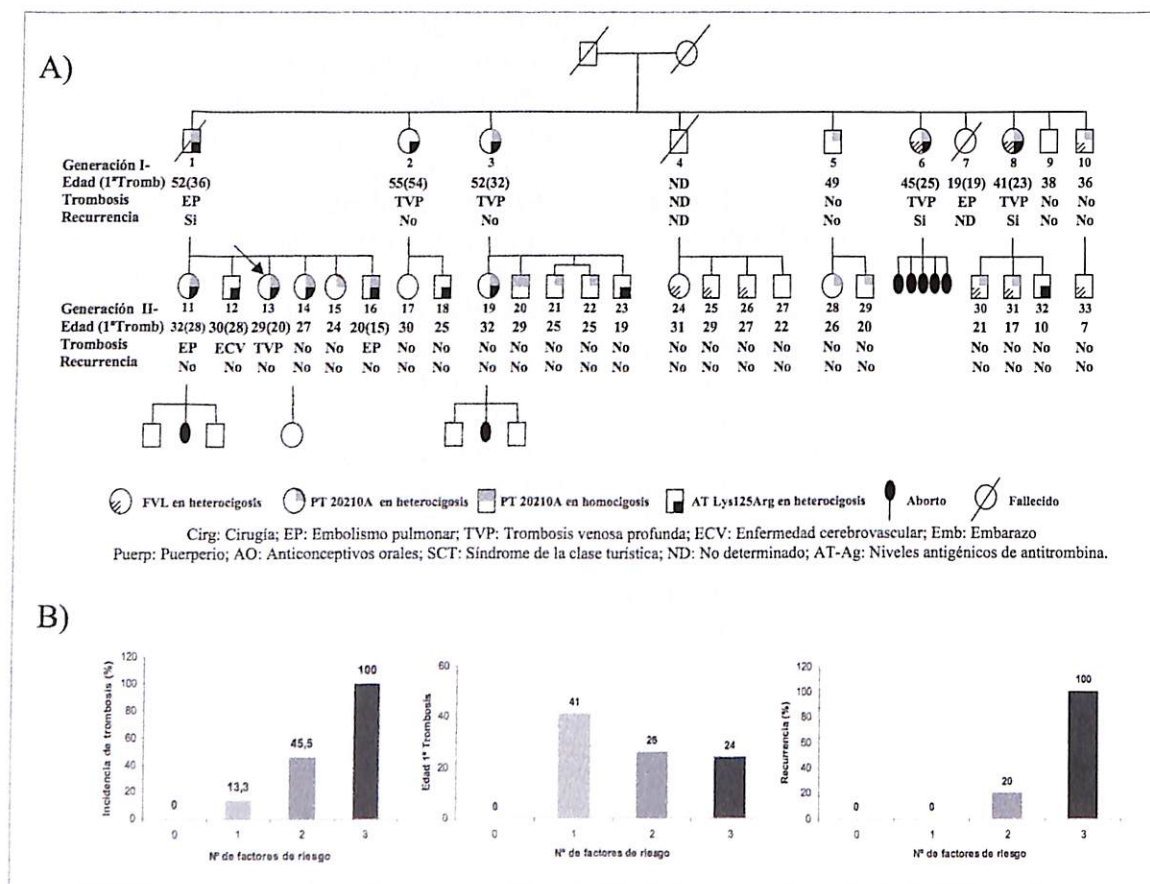 A)
1 2 3 4 5 6 7 8 9 10
Generación I-
Edad (1ªTromb) 52(36) 55(54) 52(32) ND 49 45(25) 19(19) 41(23) 38 36
Trombosis EP TVP TVP ND No TVP EP TVP No No
Recurrencia Si No No ND No Si ND Si No No
11 12 13 14 15 16 17 18 19 20 21 22 23 24 25 26 27 28 29 30 31 32 33
Generación II-
Edad (1ªTromb) 32(28) 30(28) 29(20) 27 24 20(15) 30 25 32 29 25 25 19 31 29 27 22 26 20 21 17 10 7
Trombosis EP ECV TVP No No EP No No No No No No No No No No No No No No No No No
Recurrencia No No No No No No No No No No No No No No No No No No No No No No No
FVL en heterocigosis PT 20210A en heterocigosis PT 20210A en homocigosis AT Lys125Arg en heterocigosis Aborto Fallecido
Cirg: Cirugía; EP: Embolismo pulmonar; TVP: Trombosis venosa profunda; ECV: Enfermedad cerebrovascular; Emb: Embarazo
Puerp: Puerperio; AO: Anticonceptivos orales; SCT: Síndrome de la clase turística; ND: No determinado; AT-Ag: Niveles antigénicos de antitrombina.
B)
Incidencia de trombosis (%)
120
100
80
60
40
20
0
0 13,3 45,5 100
0 1 2 3
Nº de factores de riesgo
Edad 1ª Trombosis
60
40
20
0
0 41 26 24
0 1 2 3
Nº de factores de riesgo
Recurrencia (%)
120
100
80
60
40
20
0
0 0 20 100
0 1 2 3
Nº de factores de riesgo